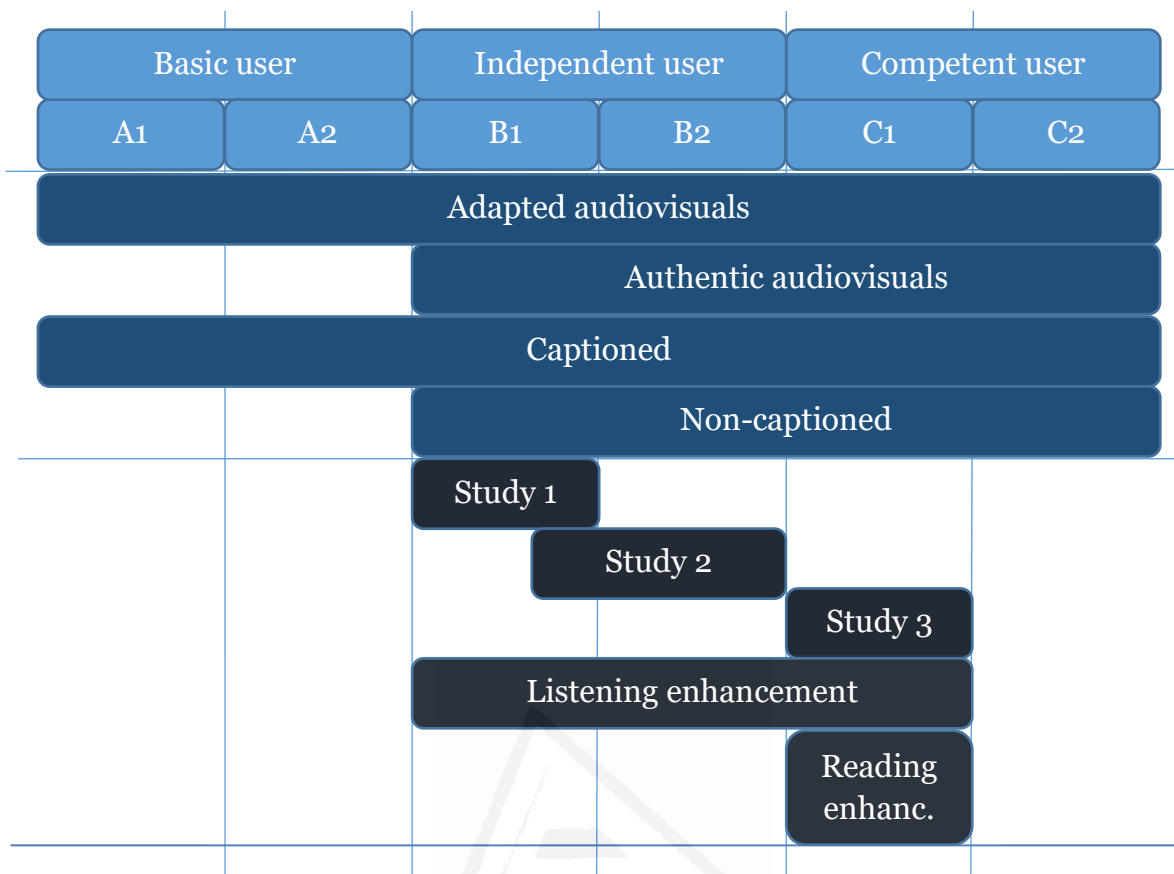 Basic user Independent user Competent user
A1 A2 B1 B2 C1 C2
Adapted audiovisuals
Authentic audiovisuals
Captioned
Non-captioned
Study 1
Study 2
Study 3
Listening enhancement
Reading
enhanc.